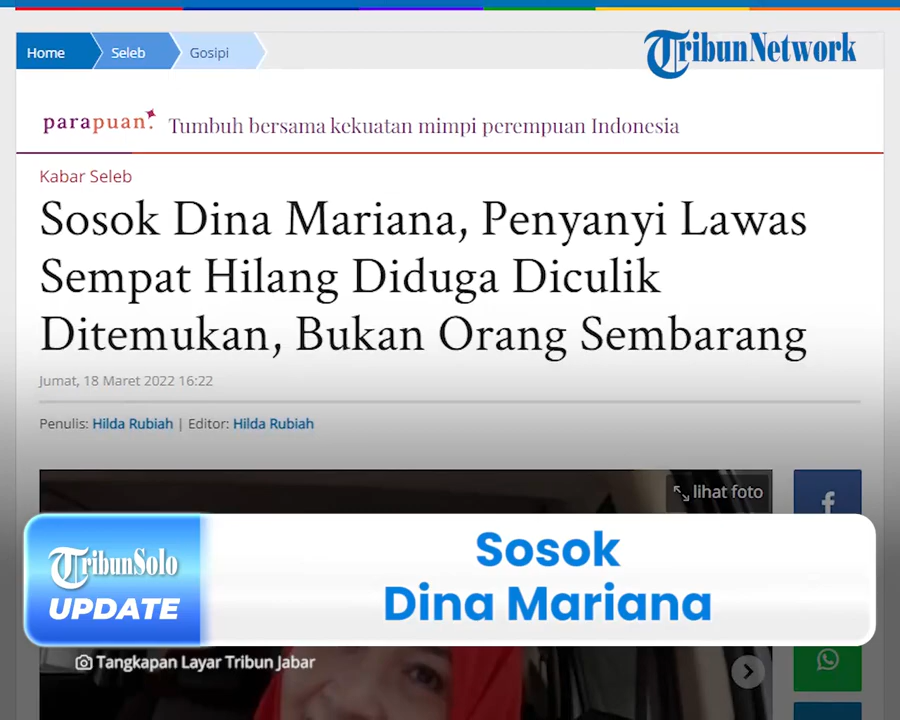 Home Seleb Gosipi
TribunNetwork
parapuan. Tumbuh bersama kekuatan mimpi perempuan Indonesia
Kabar Seleb
Sosok Dina Mariana, Penyanyi Lawas
Sempat Hilang Diduga Diculik
Ditemukan, Bukan Orang Sembarang
Jumat, 18 Maret 2022 16:22
Penulis: Hilda Rubiah | Editor: Hilda Rubiah
lihat foto
TribunSolo
UPDATE
Sosok
Dina Mariana
Tangkapan Layar Tribun Jabar